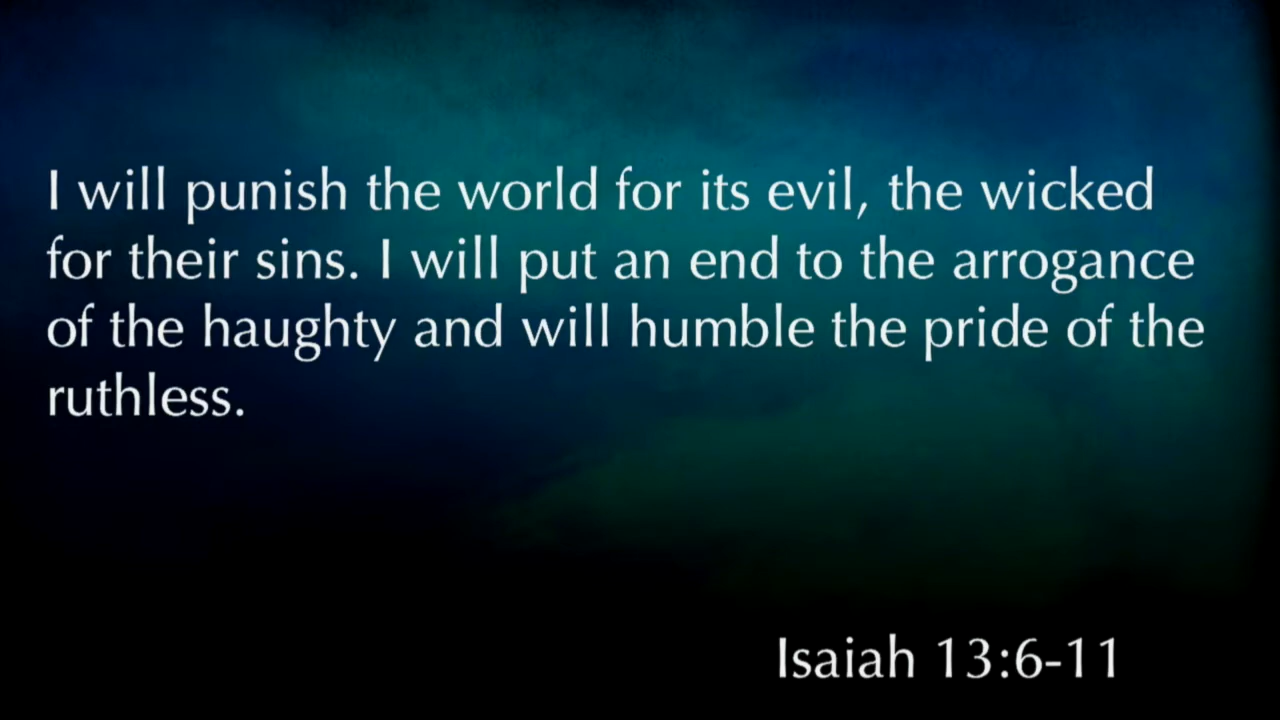 I will punish the world for its evil, the wicked
for their sins. I will put an end to the arrogance
of the haughty and will humble the pride of the
ruthless.
Isaiah 13:6-11